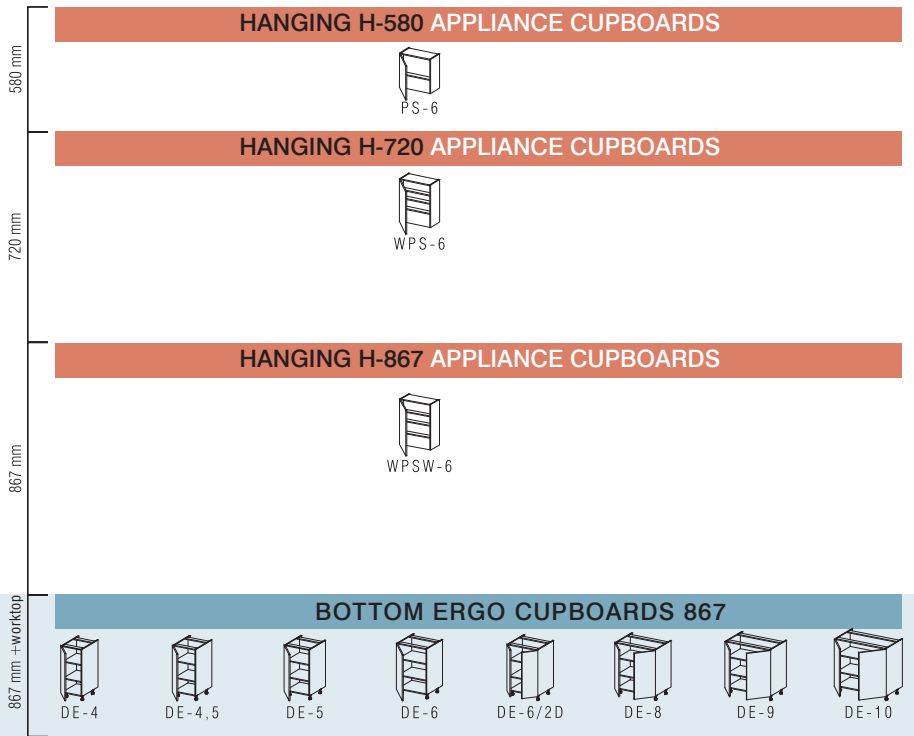 HANGING H-580 APPLIANCE CUPBOARDS
580 mm
PS-6
HANGING H-720 APPLIANCE CUPBOARDS
720 mm
WPS-6
HANGING H-867 APPLIANCE CUPBOARDS
867 mm
WPSW-6
BOTTOM ERGO CUPBOARDS 867
867 mm +worktop
DE-4 DE-4,5 DE-5 DE-6 DE-6/2D DE-8 DE-9 DE-10